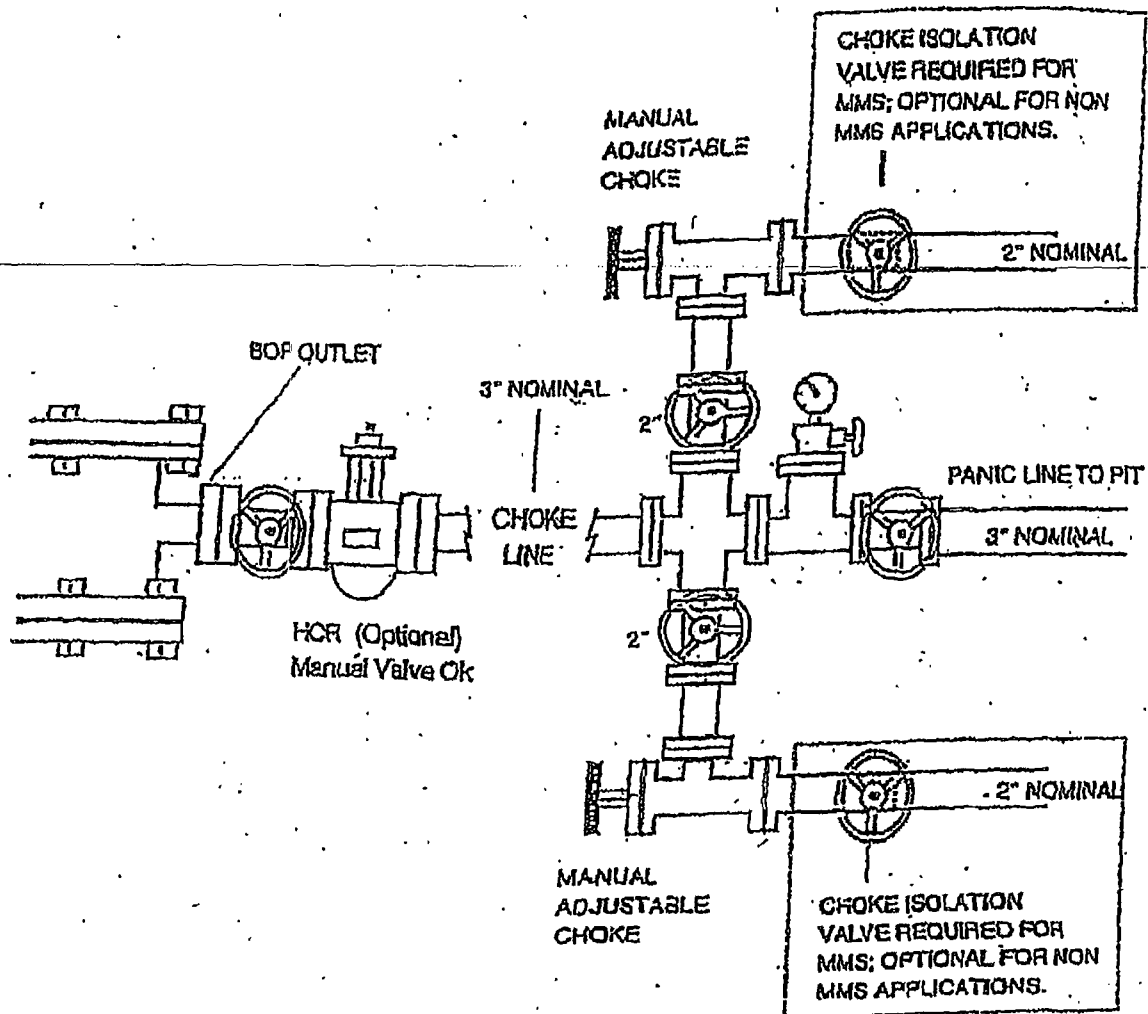 CHOKE ISOLATION
VALVE REQUIRED FOR
MMS; OPTIONAL FOR NON
MMS APPLICATIONS.
MANUAL
ADJUSTABLE
CHOKE
2" NOMINAL
BOP OUTLET
3" NOMINAL
2"
PANIC LINE TO PIT
3" NOMINAL
CHOKE
LINE
HCR (Optional)
Manual Valve Ok
2"
2" NOMINAL
MANUAL
ADJUSTABLE
CHOKE
CHOKE ISOLATION
VALVE REQUIRED FOR
MMS; OPTIONAL FOR NON
MMS APPLICATIONS.